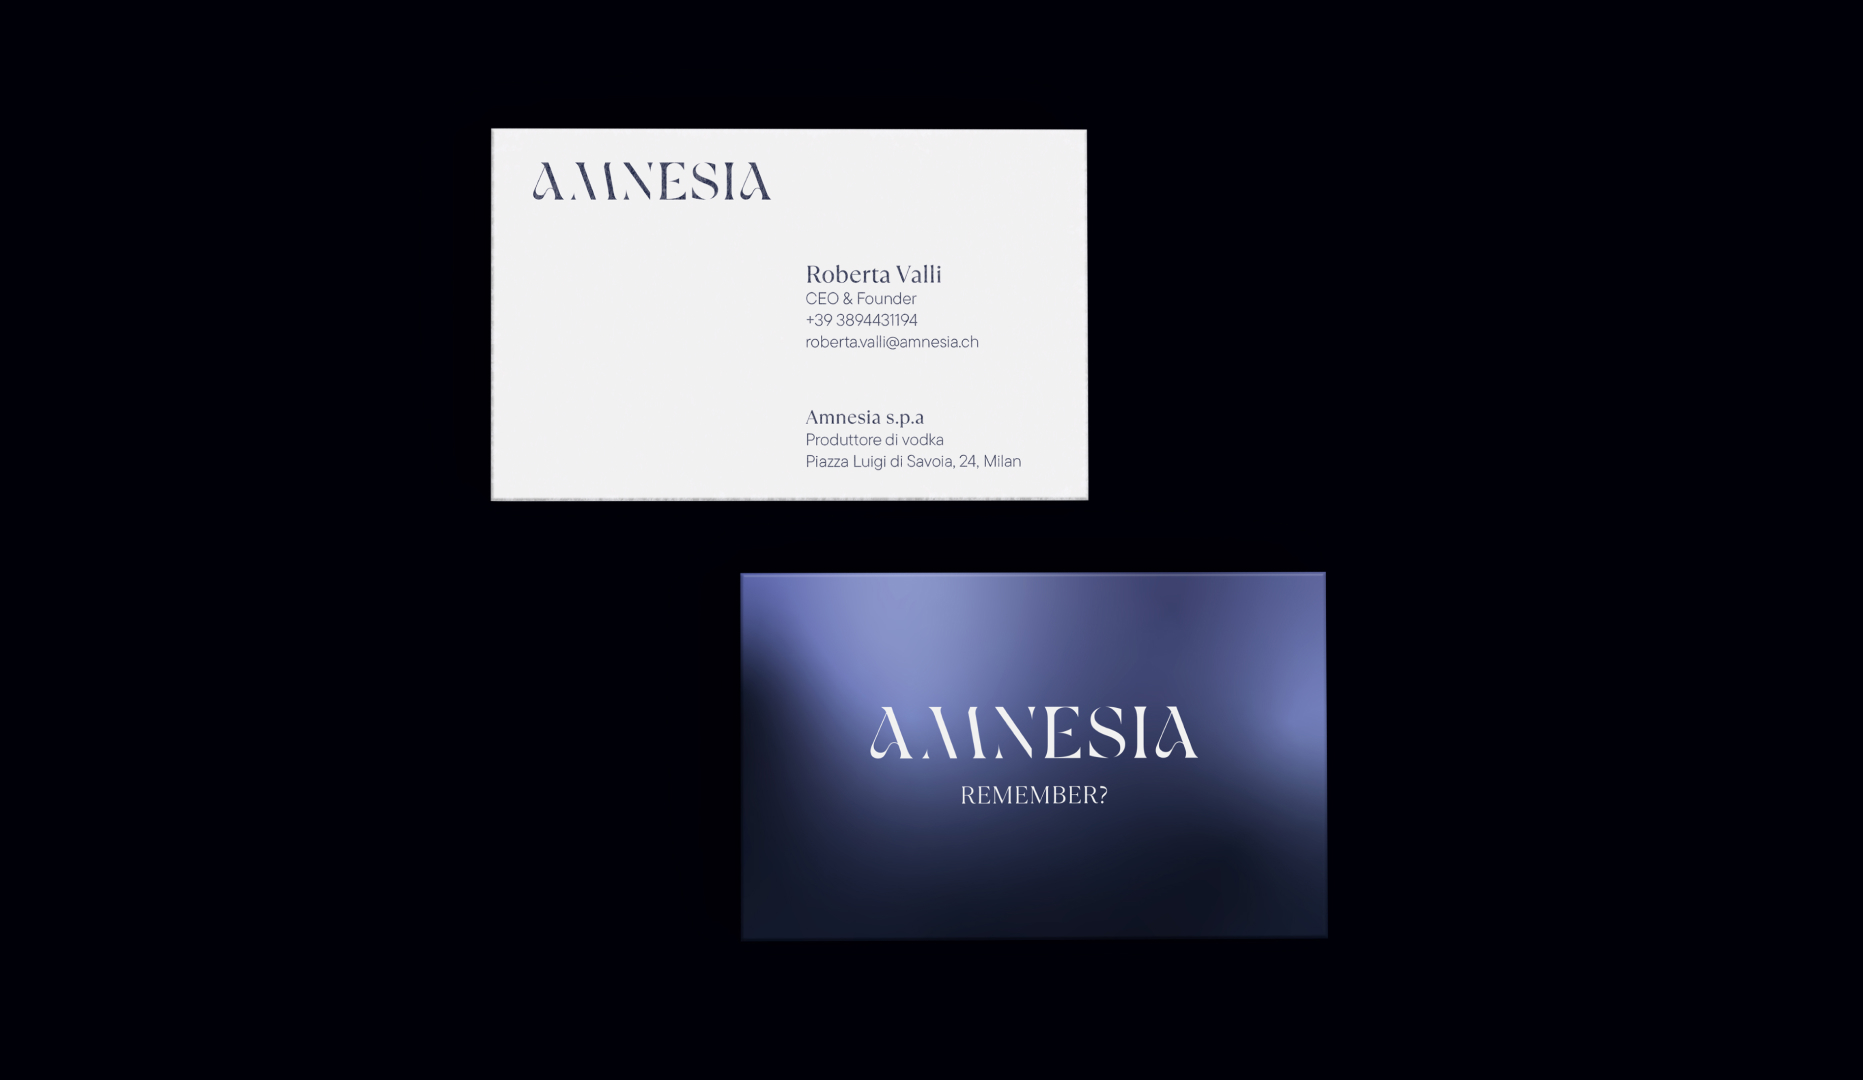 AMNESIA
Roberta Valli
CEO & Founder
+39 3894431194
roberta.valli@amnesia.ch
Amnesia s.p.a
Produttore di vodka
Piazza Luigi di Savoia, 24, Milan
AMNESIA
REMEMBER?